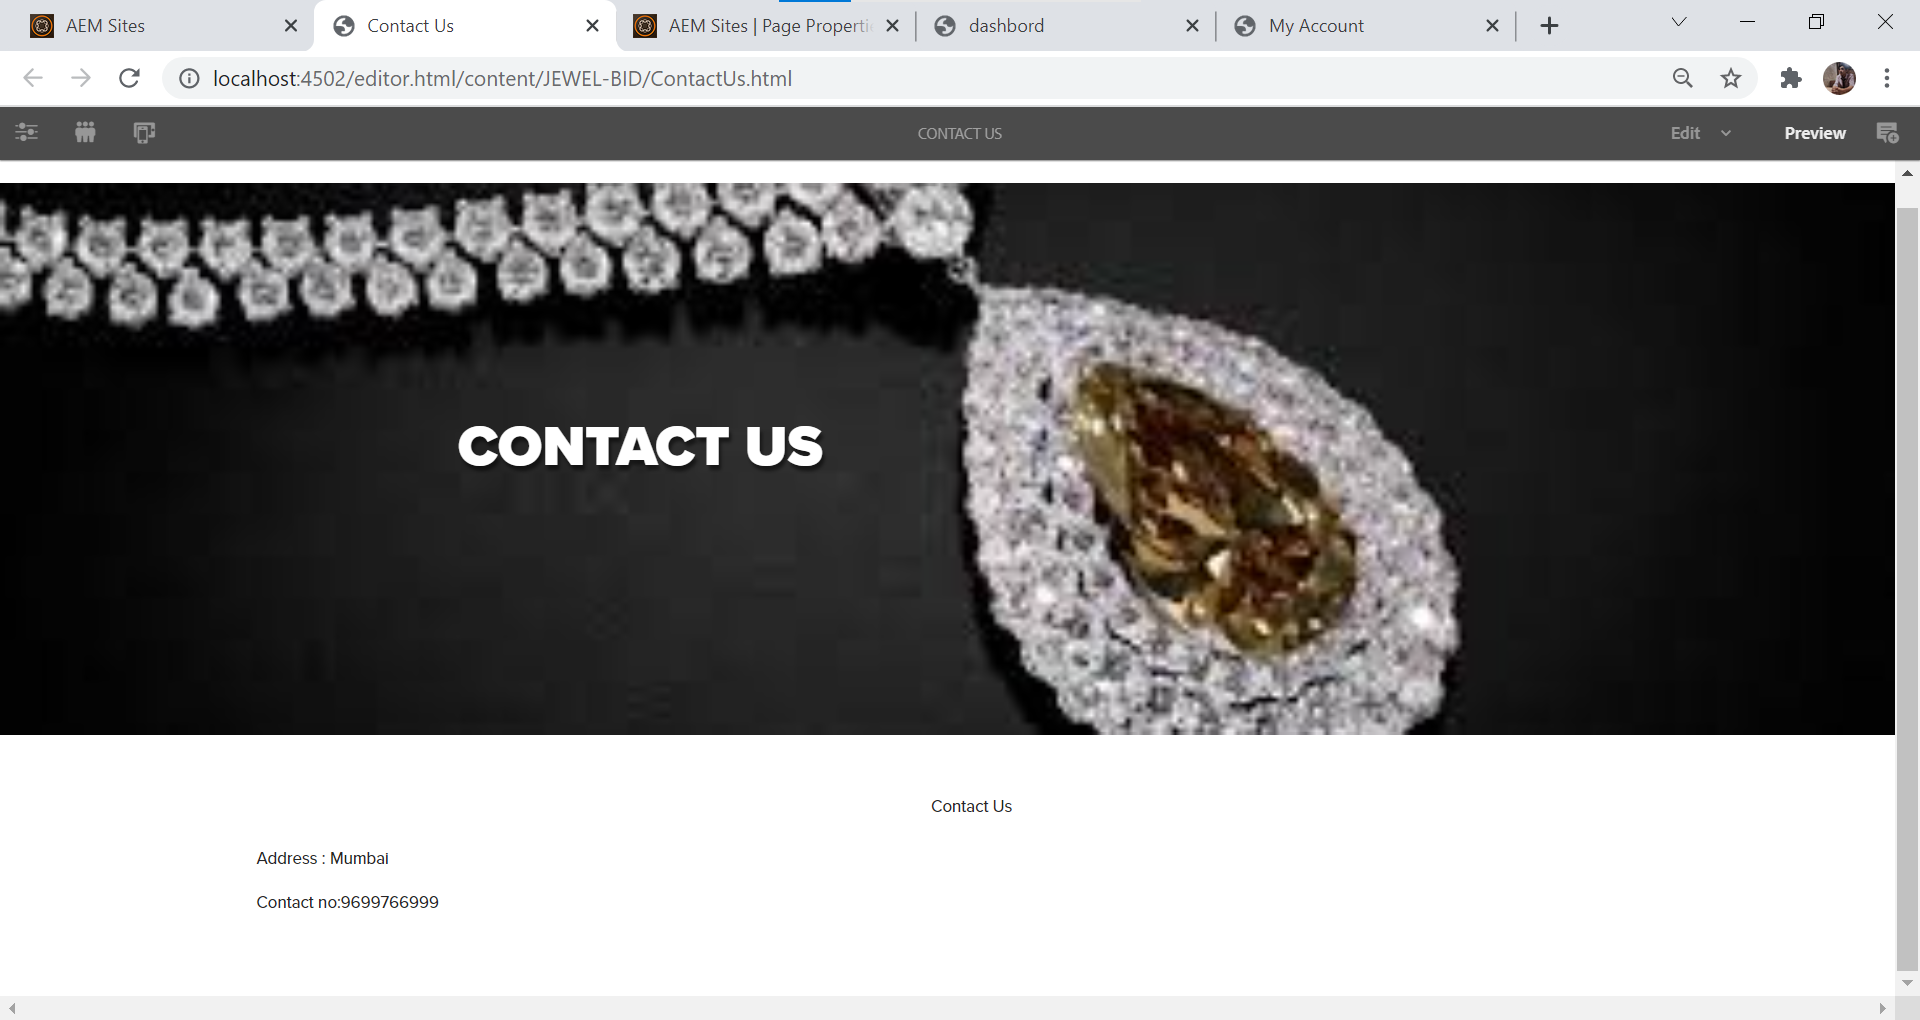 AEM Sites
Contact Us
AEM Sites | Page Properti
dashbord
My Account
localhost:4502/editor.html/content/JEWEL-BID/ContactUs.html
CONTACT US
Edit
Preview
CONTACT US
Contact Us
Address : Mumbai
Contact no:9699766999